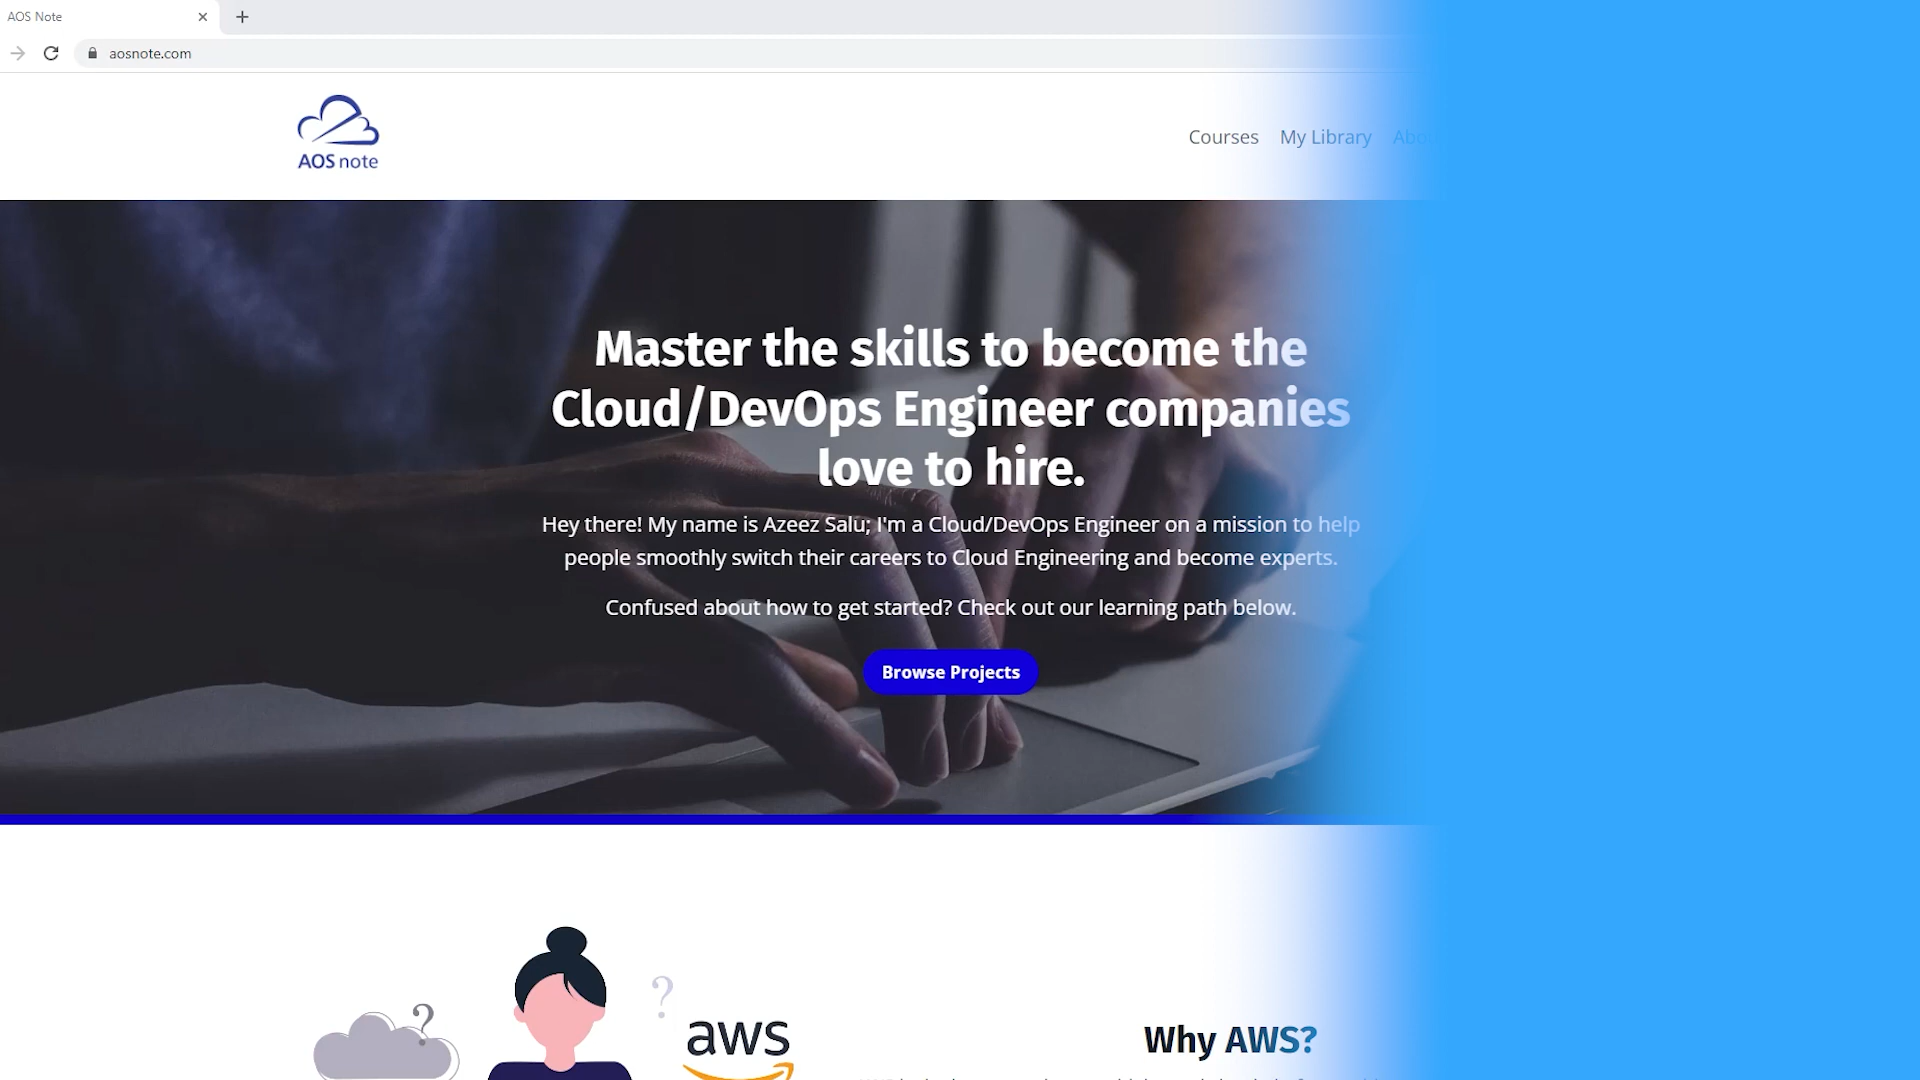 AOS Note
aosnote.com
AOS note
Courses My Library
Master the skills to become the
Cloud/DevOps Engineer companies
love to hire.
Hey there! My name is Azeez Salu; I'm a Cloud/DevOps Engineer on a mission to help
people smoothly switch their careers to Cloud Engineering and become experts.
Confused about how to get started? Check out our learning path below.
Browse Projects
?
?
aws
Why AWS?